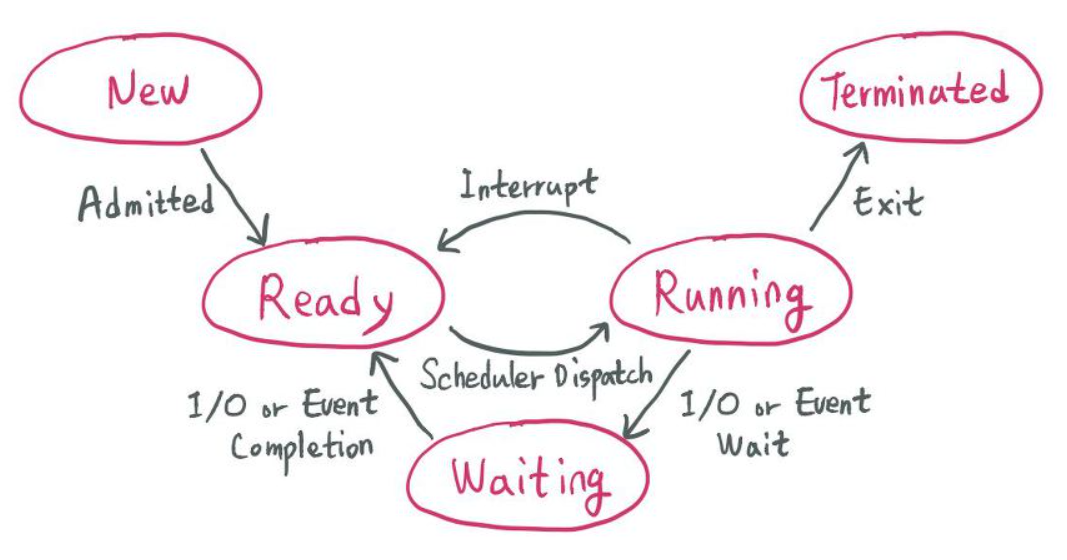 New
Terminated
Admitted
Interrupt
Exit
Ready
Running
Scheduler Dispatch
I/O or Event
Completion
I/O or Event
Wait
Waiting